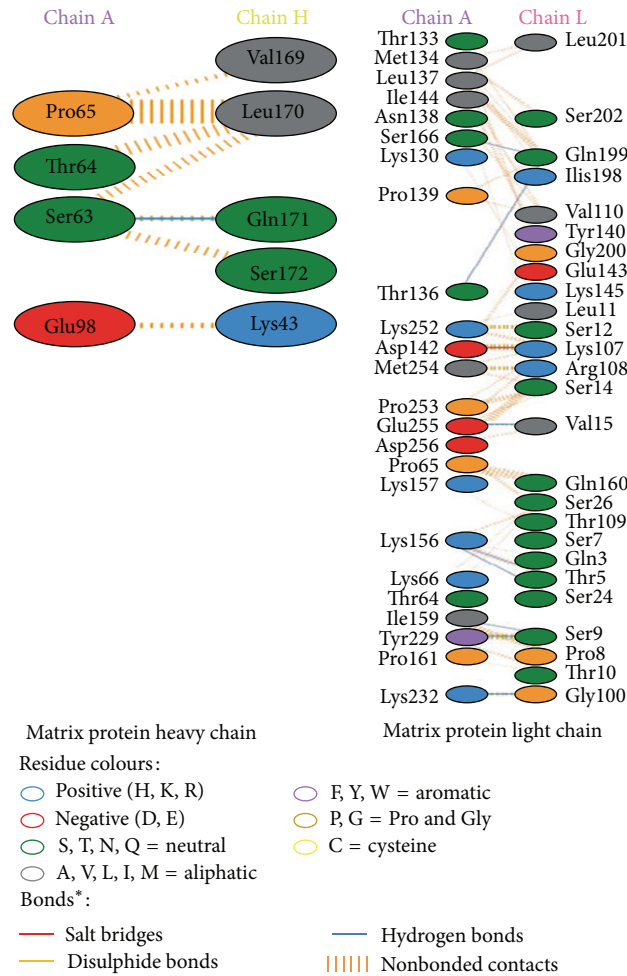 Chain A
Chain H
Val169
Pro65
Leu170
Thr64
Ser63
Gln171
Ser172
Glu98
Lys43
Matrix protein heavy chain
Chain A
Chain L
Thr133
Leu201
Met134
Leu137
Ile144
Asn138
Ser202
Ser166
Lys130
Gln199
Ilis198
Pro139
Val110
Tyr140
Gly200
Glu143
Thr136
Lys145
Leu11
Lys252
Ser12
Asp142
Lys107
Met254
Arg108
Ser14
Pro253
Glu255
Val15
Asp256
Pro65
Lys157
Gln160
Ser26
Thr109
Lys156
Ser7
Gln3
Lys66
Thr5
Thr64
Ser24
Ile159
Tyr229
Ser9
Pro161
Pro8
Thr10
Lys232
Gly100
Matrix protein light chain
Residue colours:
Positive (H, K, R)
F, Y, W = aromatic
Negative (D, E)
P, G = Pro and Gly
S, T, N, Q = neutral
C = cysteine
A, V, L, I, M = aliphatic
Bonds*:
Salt bridges
Hydrogen bonds
Disulphide bonds
Nonbonded contacts